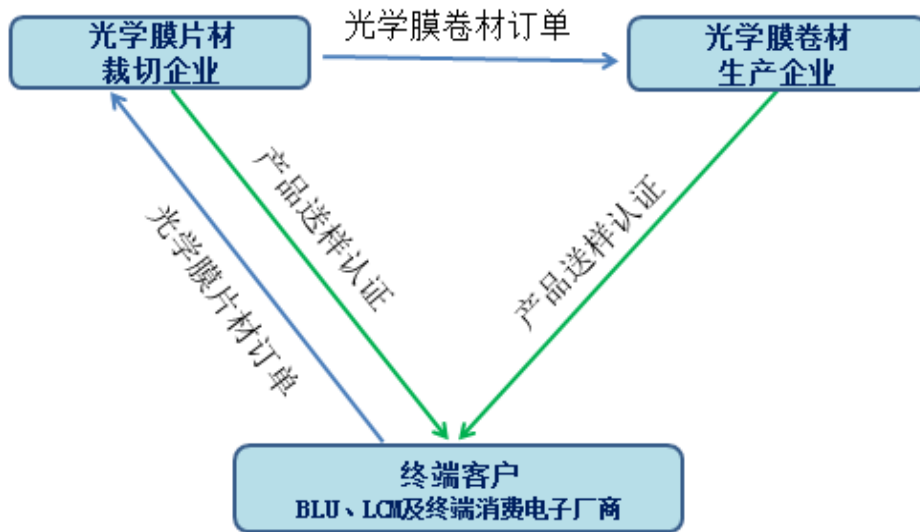 光学膜卷材订单
光学膜片材
裁切企业
光学膜卷材
生产企业
产品送样认证
产品送样认证
光学膜片材订单
终端客户
BLU、LCM及终端消费电子厂商